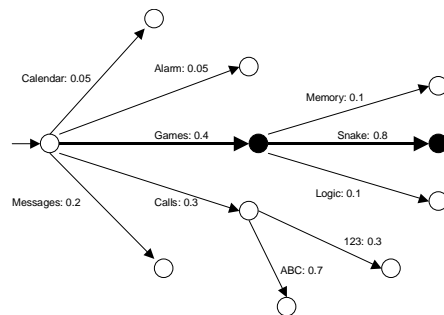 Calendar: 0.05
Alarm: 0.05
Memory: 0.1
Games: 0.4
Snake: 0.8
Messages: 0.2
Calls: 0.3
Logic: 0.1
123: 0.3
ABC: 0.7